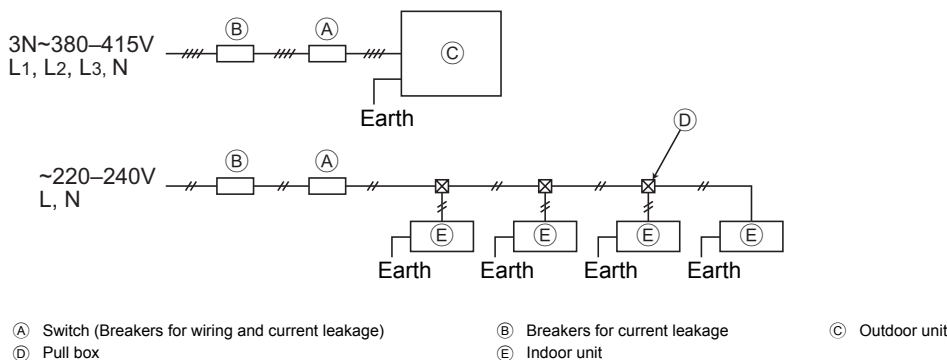 Ⓑ Ⓐ
3N~380–415V
L1, L2, L3, N
Ⓒ
Earth
Ⓓ
Ⓑ Ⓐ
~220–240V
L, N
Ⓔ Ⓔ Ⓔ Ⓔ
Earth Earth Earth Earth
Ⓐ Switch (Breakers for wiring and current leakage) Ⓑ Breakers for current leakage Ⓒ Outdoor unit
Ⓓ Pull box Ⓔ Indoor unit